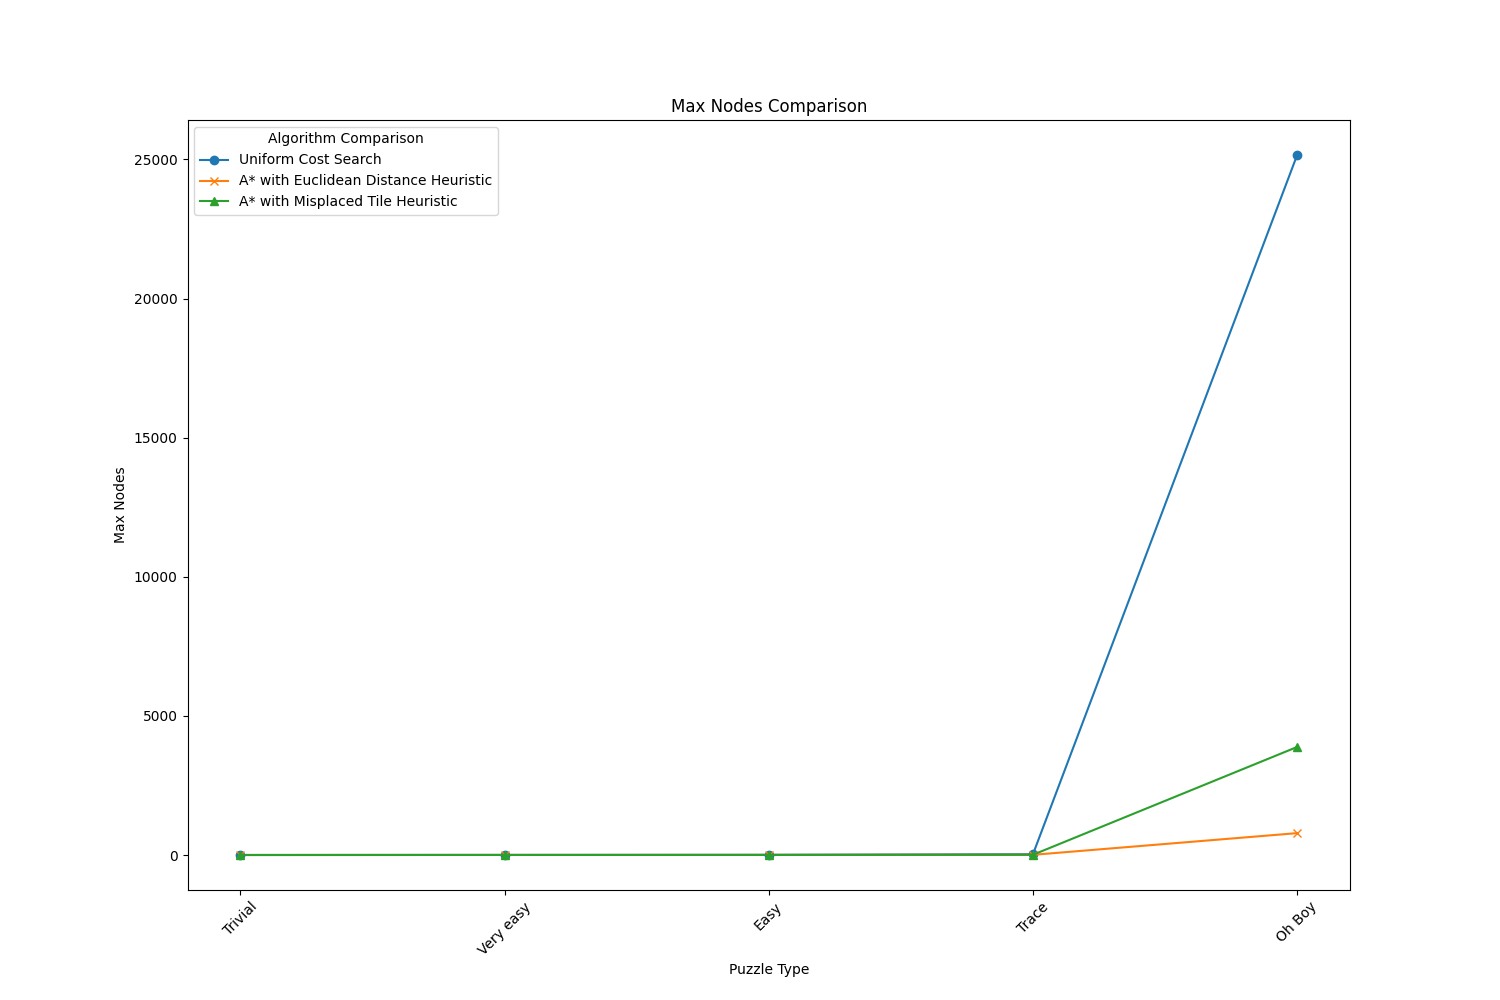 Max Nodes Comparison
Algorithm Comparison
Uniform Cost Search
A* with Euclidean Distance Heuristic
A* with Misplaced Tile Heuristic
25000
20000
15000
10000
5000
0
Max Nodes
Trivial
Very easy
Easy
Trace
Oh Boy
Puzzle Type